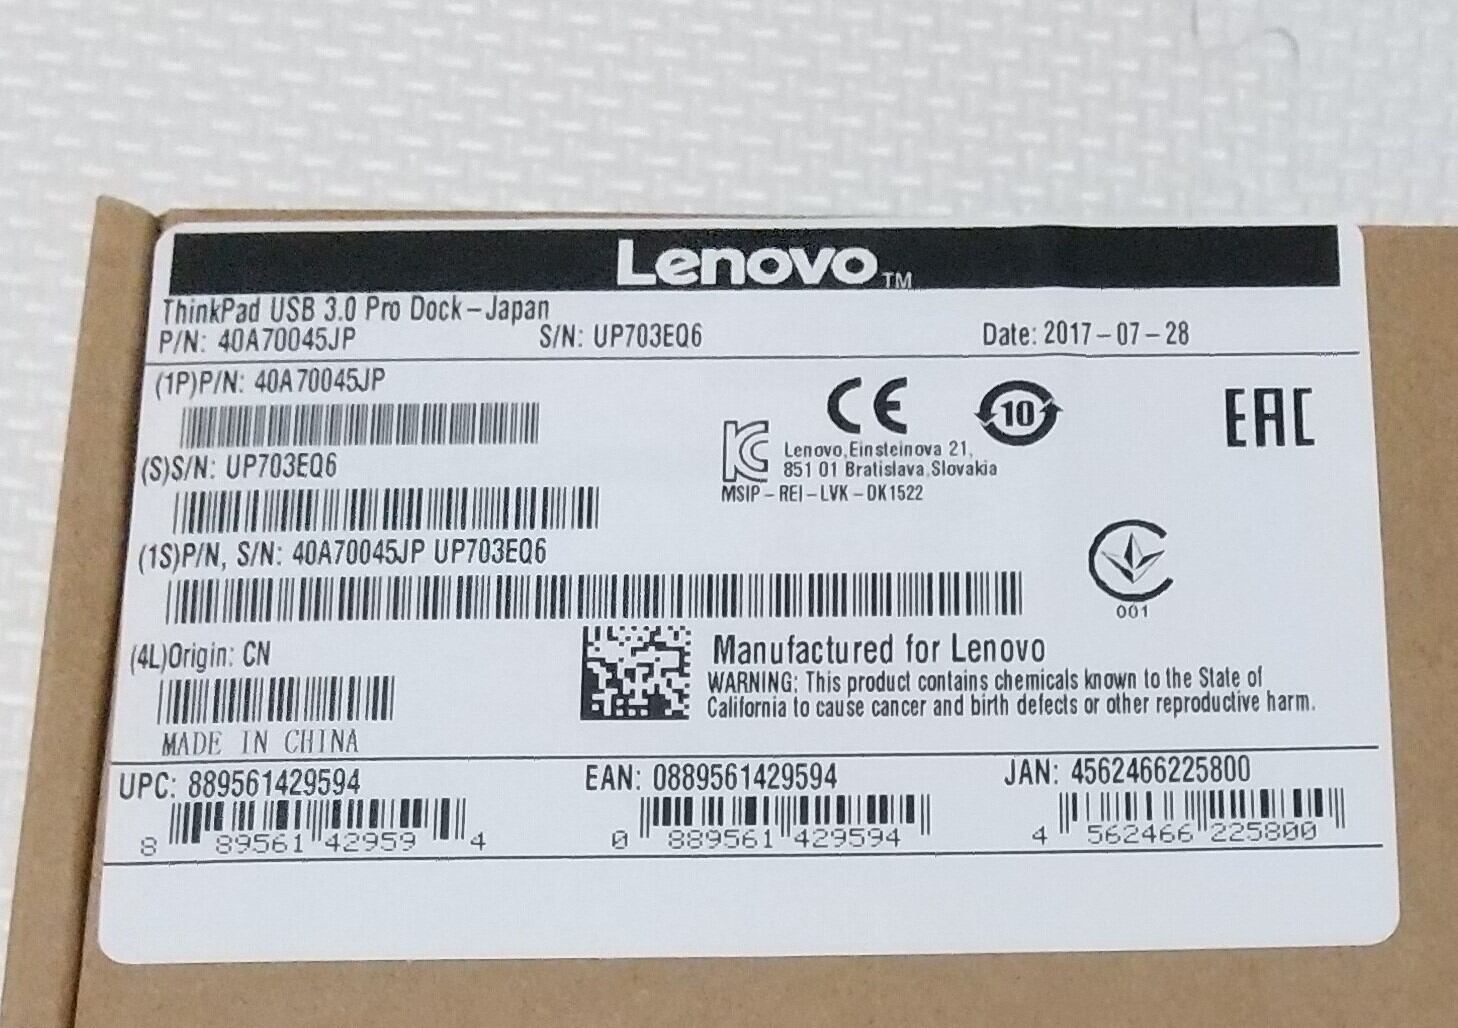 Lenovo TM
ThinkPad USB 3.0 Pro Dock-Japan
P/N: 40A70045JP S/N: UP703EQ6 Date: 2017-07-28
(1P)P/N: 40A70045JP
CE 10 EAC
(S)S/N: UP703EQ6
Lenovo,Einsteinova 21,
851 01 Bratislava,Slovakia
MSIP-REI-LVK-DK1522
(1S)P/N, S/N: 40A70045JP UP703EQ6
001
(4L)Origin: CN
Manufactured for Lenovo
WARNING: This product contains chemicals known to the State of
California to cause cancer and birth defects or other reproductive harm.
MADE IN CHINA
UPC: 889561429594 EAN: 0889561429594 JAN: 4562466225800
8 89561 42959 4 0 889561 429594 4 562466 225800